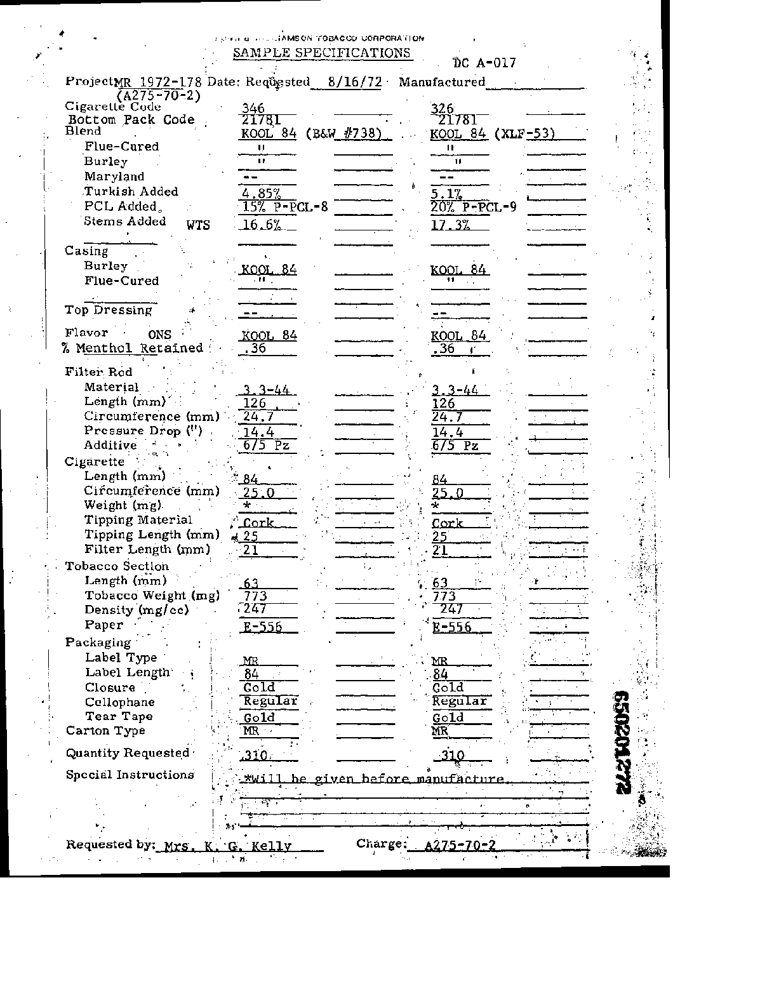 WILLIAMSON TOBACCO CORPORATION
SAMPLE SPECIFICATIONS
DC A-017
Project MR 1972-178 Date: Requested 8/16/72 Manufactured
(A275-70-2)
Cigarette Code 346 326
Bottom Pack Code 21781 21781
Blend KOOL 84 (B&W #738) KOOL 84 (XLF-53)
Flue-Cured " "
Burley " "
Maryland -- --
Turkish Added 4.85% 5.1%
PCL Added 15% P-PCL-8 20% P-PCL-9
Stems Added WTS 16.6% 17.3%
Casing
Burley KOOL 84 KOOL 84
Flue-Cured " "
Top Dressing -- --
Flavor ONS KOOL 84 KOOL 84
% Menthol Retained .36 .36
Filter Rod
Material 3.3-44 3.3-44
Length (mm) 126 126
Circumference (mm) 24.7 24.7
Pressure Drop (") 14.4 14.4
Additive 6/5 Pz 6/5 Pz
Cigarette
Length (mm) 84 84
Circumference (mm) 25.0 25.0
Weight (mg) * *
Tipping Material Cork Cork
Tipping Length (mm) 25 25
Filter Length (mm) 21 21
Tobacco Section
Length (mm) 63 63
Tobacco Weight (mg) 773 773
Density (mg/cc) 247 247
Paper E-556 E-556
Packaging
Label Type MR MR
Label Length 84 84
Closure Gold Gold
Cellophane Regular Regular
Tear Tape Gold Gold
Carton Type MR MR
Quantity Requested 310 310
Special Instructions *Will be given before manufacture.
Requested by: Mrs. K. G. Kelly Charge: A275-70-2
650201272